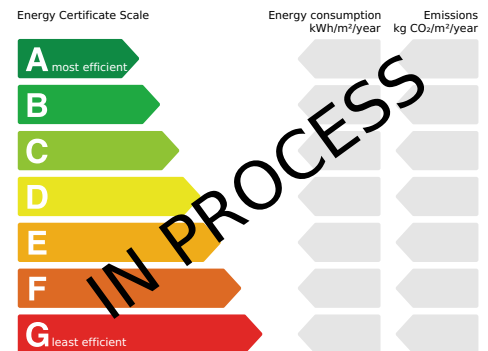 Energy Certificate Scale
Energy consumption
kWh/m²/year
Emissions
kg CO₂/m²/year
A most efficient
B
C
D
E
F
G least efficient
IN PROCESS